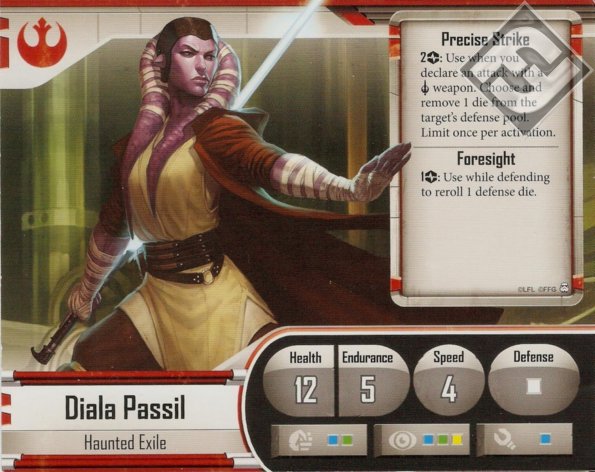 Precise Strike
2: Use when you
declare an attack with a
weapon. Choose and
remove 1 die from the
target's defense pool.
Limit once per activation.
Foresight
1: Use while defending
to reroll 1 defense die.
©LFL ©FFG
Health
Endurance
Speed
Defense
12
5
4
Diala Passil
Haunted Exile